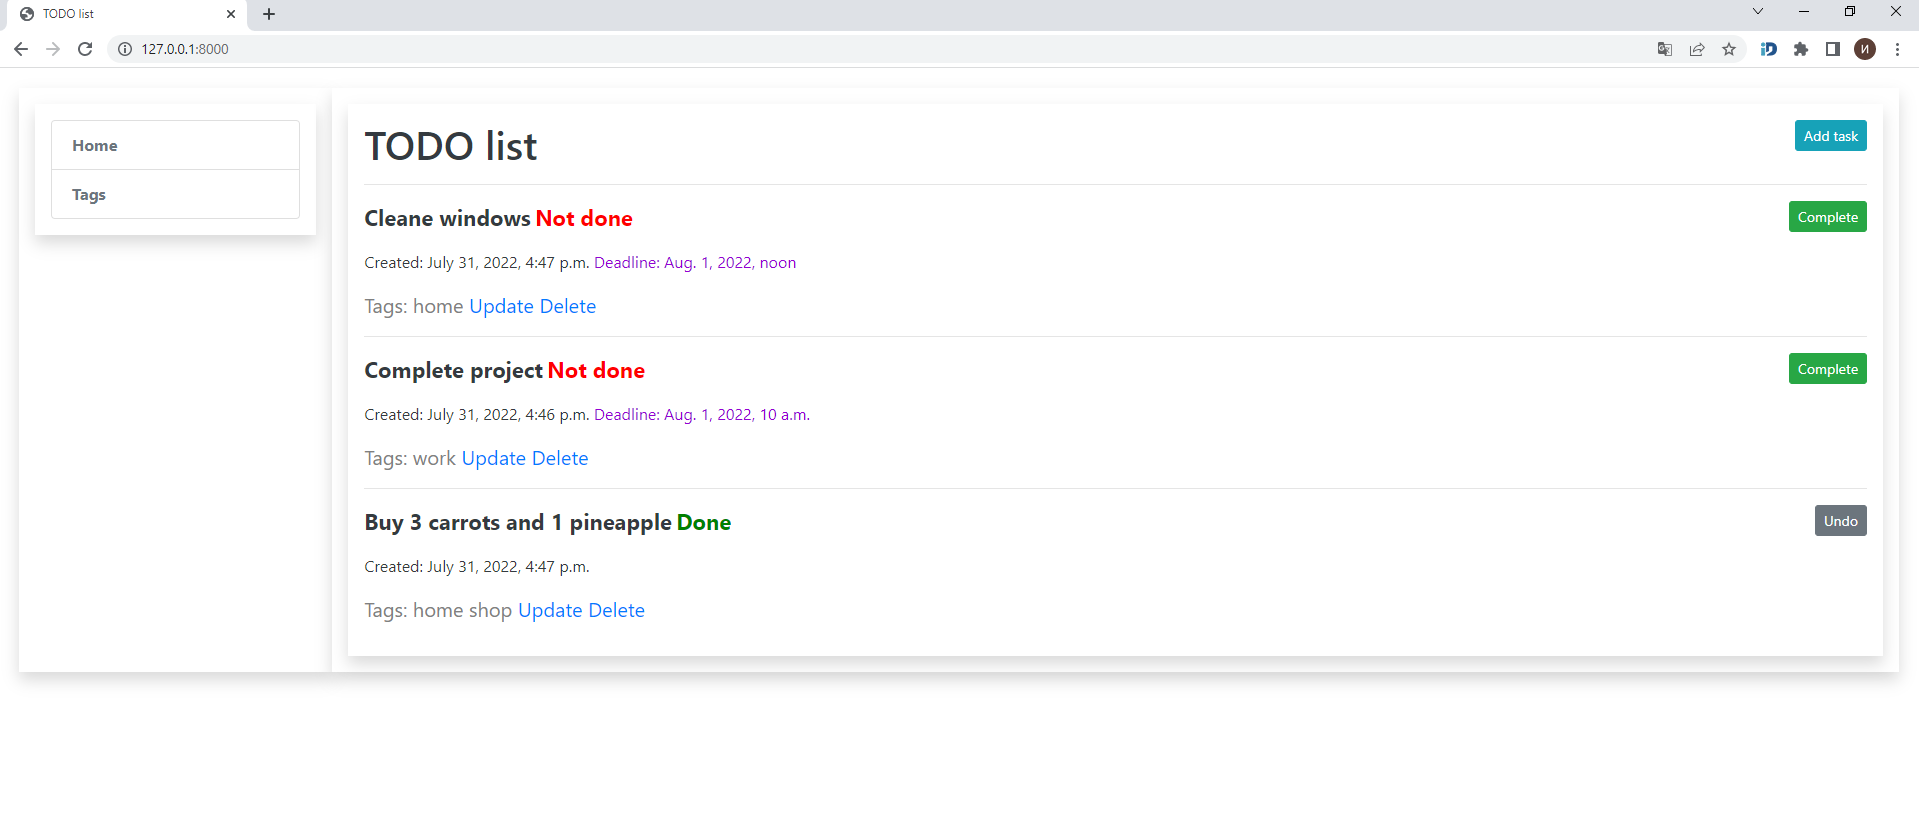 TODO list
127.0.0.1:8000
И
Home
Tags
TODO list
Add task
Cleane windows Not done
Complete
Created: July 31, 2022, 4:47 p.m. Deadline: Aug. 1, 2022, noon
Tags: home Update Delete
Complete project Not done
Complete
Created: July 31, 2022, 4:46 p.m. Deadline: Aug. 1, 2022, 10 a.m.
Tags: work Update Delete
Buy 3 carrots and 1 pineapple Done
Undo
Created: July 31, 2022, 4:47 p.m.
Tags: home shop Update Delete